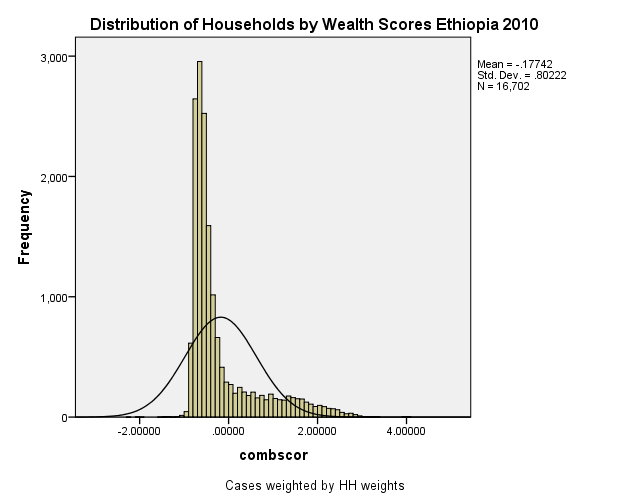 Distribution of Households by Wealth Scores Ethiopia 2010
Mean = -.17742
Std. Dev. = .80222
N = 16,702
3,000
2,000
1,000
0
Frequency
-2.00000 .00000 2.00000 4.00000
combscor
Cases weighted by HH weights